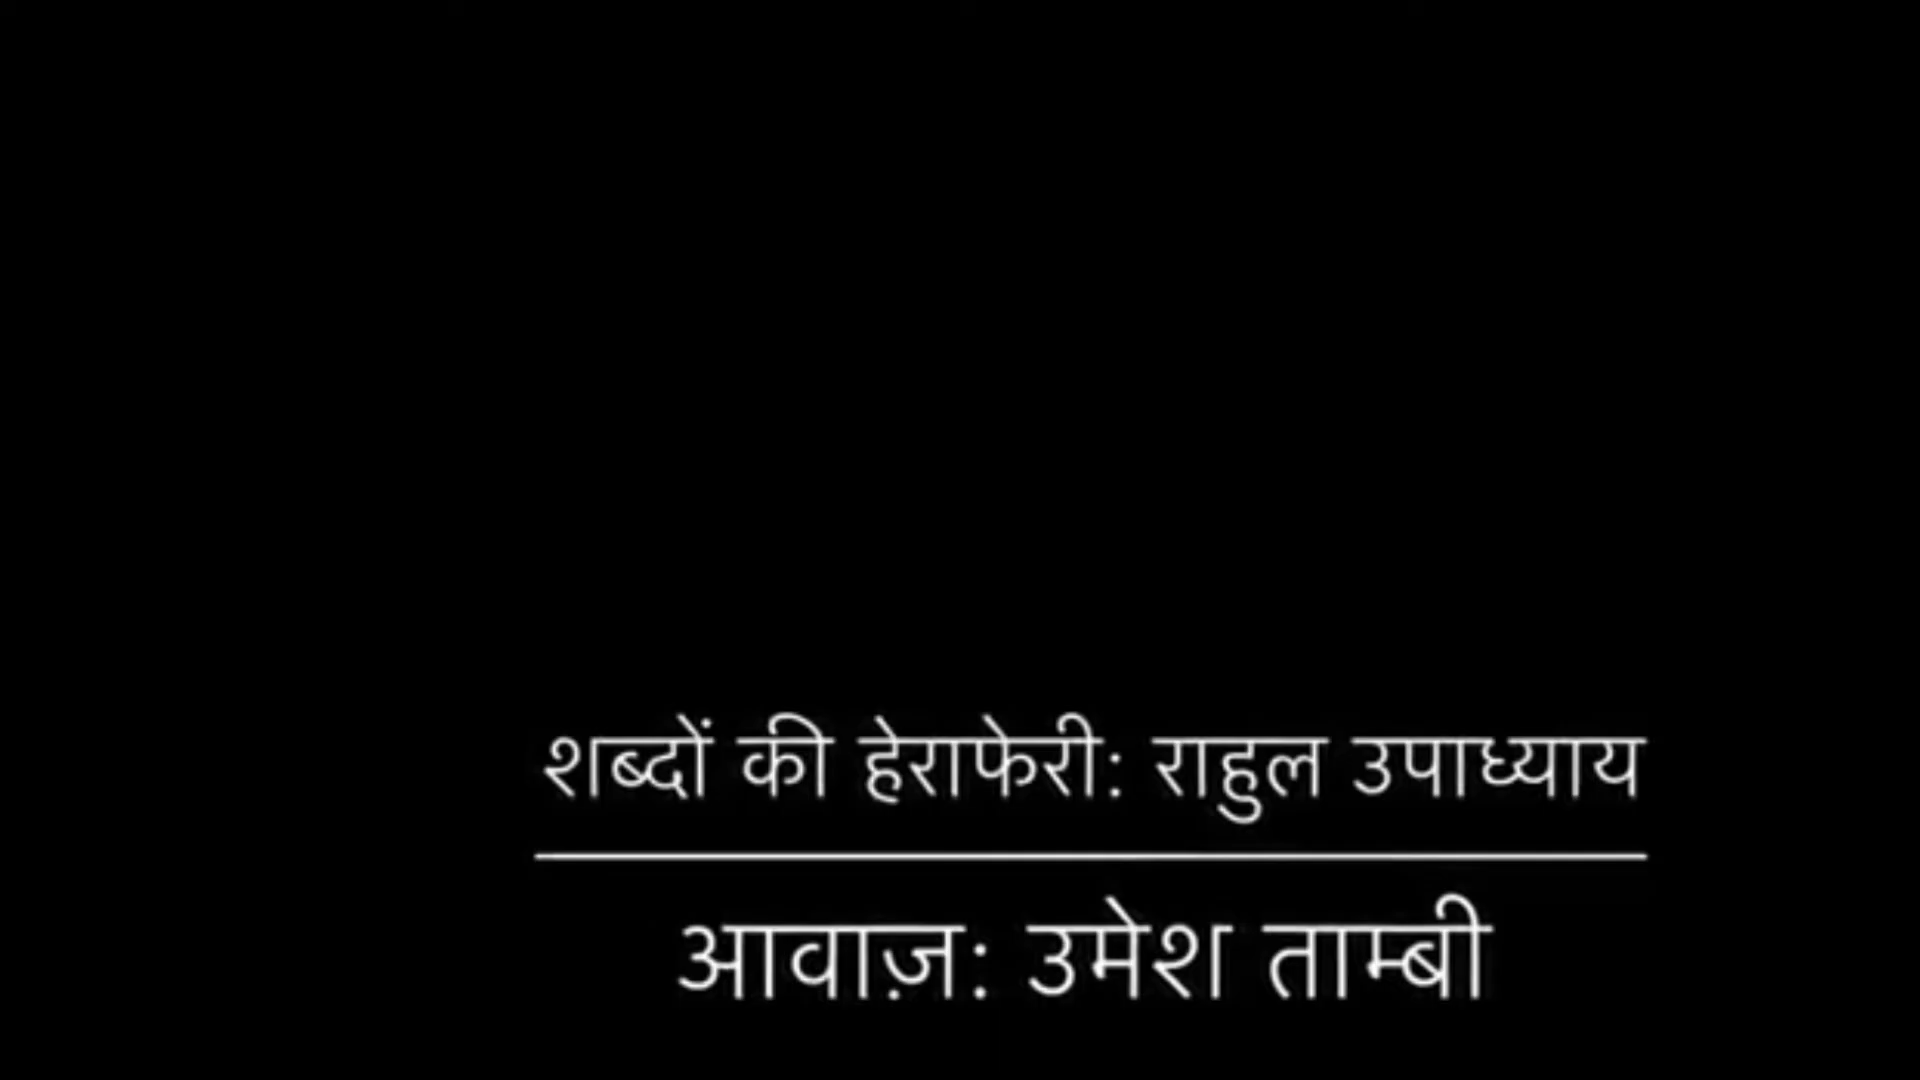 शब्दों की हेराफेरी: राहुल उपाध्याय
आवाज़: उमेश ताम्बी